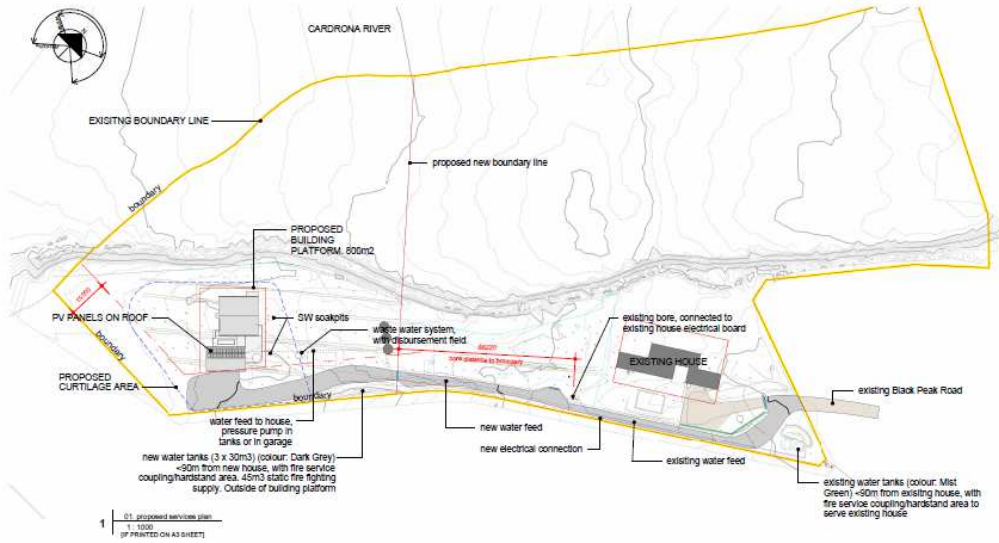 CARDRONA RIVER
EXISITNG BOUNDARY LINE
proposed new boundary line
boundary
PROPOSED
BUILDING
PLATFORM. 800m2
PV PANELS ON ROOF
SW soakpits
waste water system,
with disbursement field
existing bore, connected to
existing house electrical board
EXISTING HOUSE
bore distance to boundary
boundary
PROPOSED
CURTILAGE AREA
boundary
existing Black Peak Road
water feed to house,
pressure pump in
tanks or in garage
new water feed
new electrical connection
exisiting water feed
new water tanks (3 x 30m3) (colour: Dark Grey)
<90m from new house, with fire service
coupling/hardstand area. 45m3 static fire fighting
supply. Outside of building platform
existing water tanks (colour: Mist
Green) <90m from exisitng house, with
fire service coupling/hardstand area to
serve existing house
1
01. proposed services plan
1 : 1000
[IF PRINTED ON A3 SHEET]